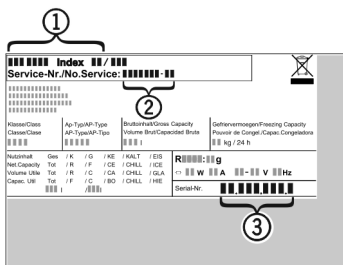 1
Index /
Service-Nr./No.Service: -
2
Klasse/Class
Classe/Clase
Ap-Typ/AP-Type
AP-Type/AP-Tipo
Bruttoinhalt/Gross Capacity
Volume Brut/Capacidad Bruta
l
Gefriervermoegen/Freezing Capacity
Pouvoir de Congel./Capac.Congeladora
kg / 24 h
Nutzinhalt Ges / K / G / KE / KALT / EIS
Net.Capacity Tot / R / F / CE / CHILL / ICE
Volume Utile Tot / R / C / CA / CHILL / GLA
Capac. Util Tot / F / C / BO / CHILL / HIE
l / l
R : g
W A - V Hz
Serial-Nr. . . .
3